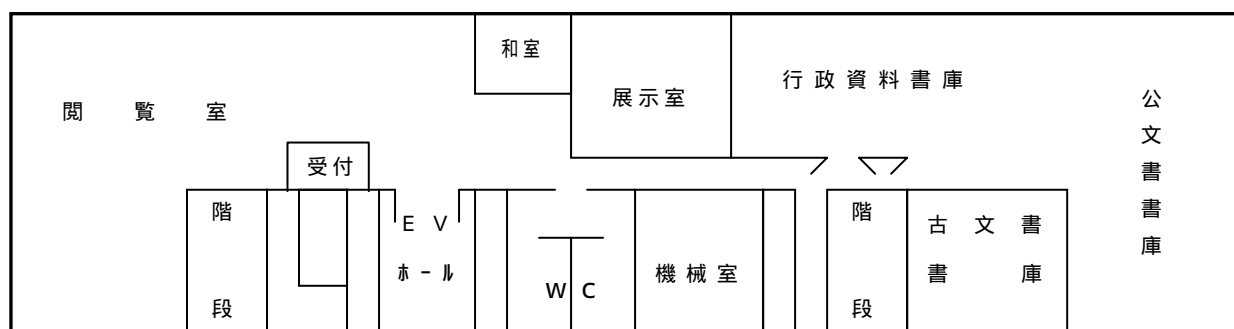 和室
行政資料書庫
展示室
閲覧室
公文書書庫
受付
階段
EV
ホール
WC
機械室
階段
古文書
書庫